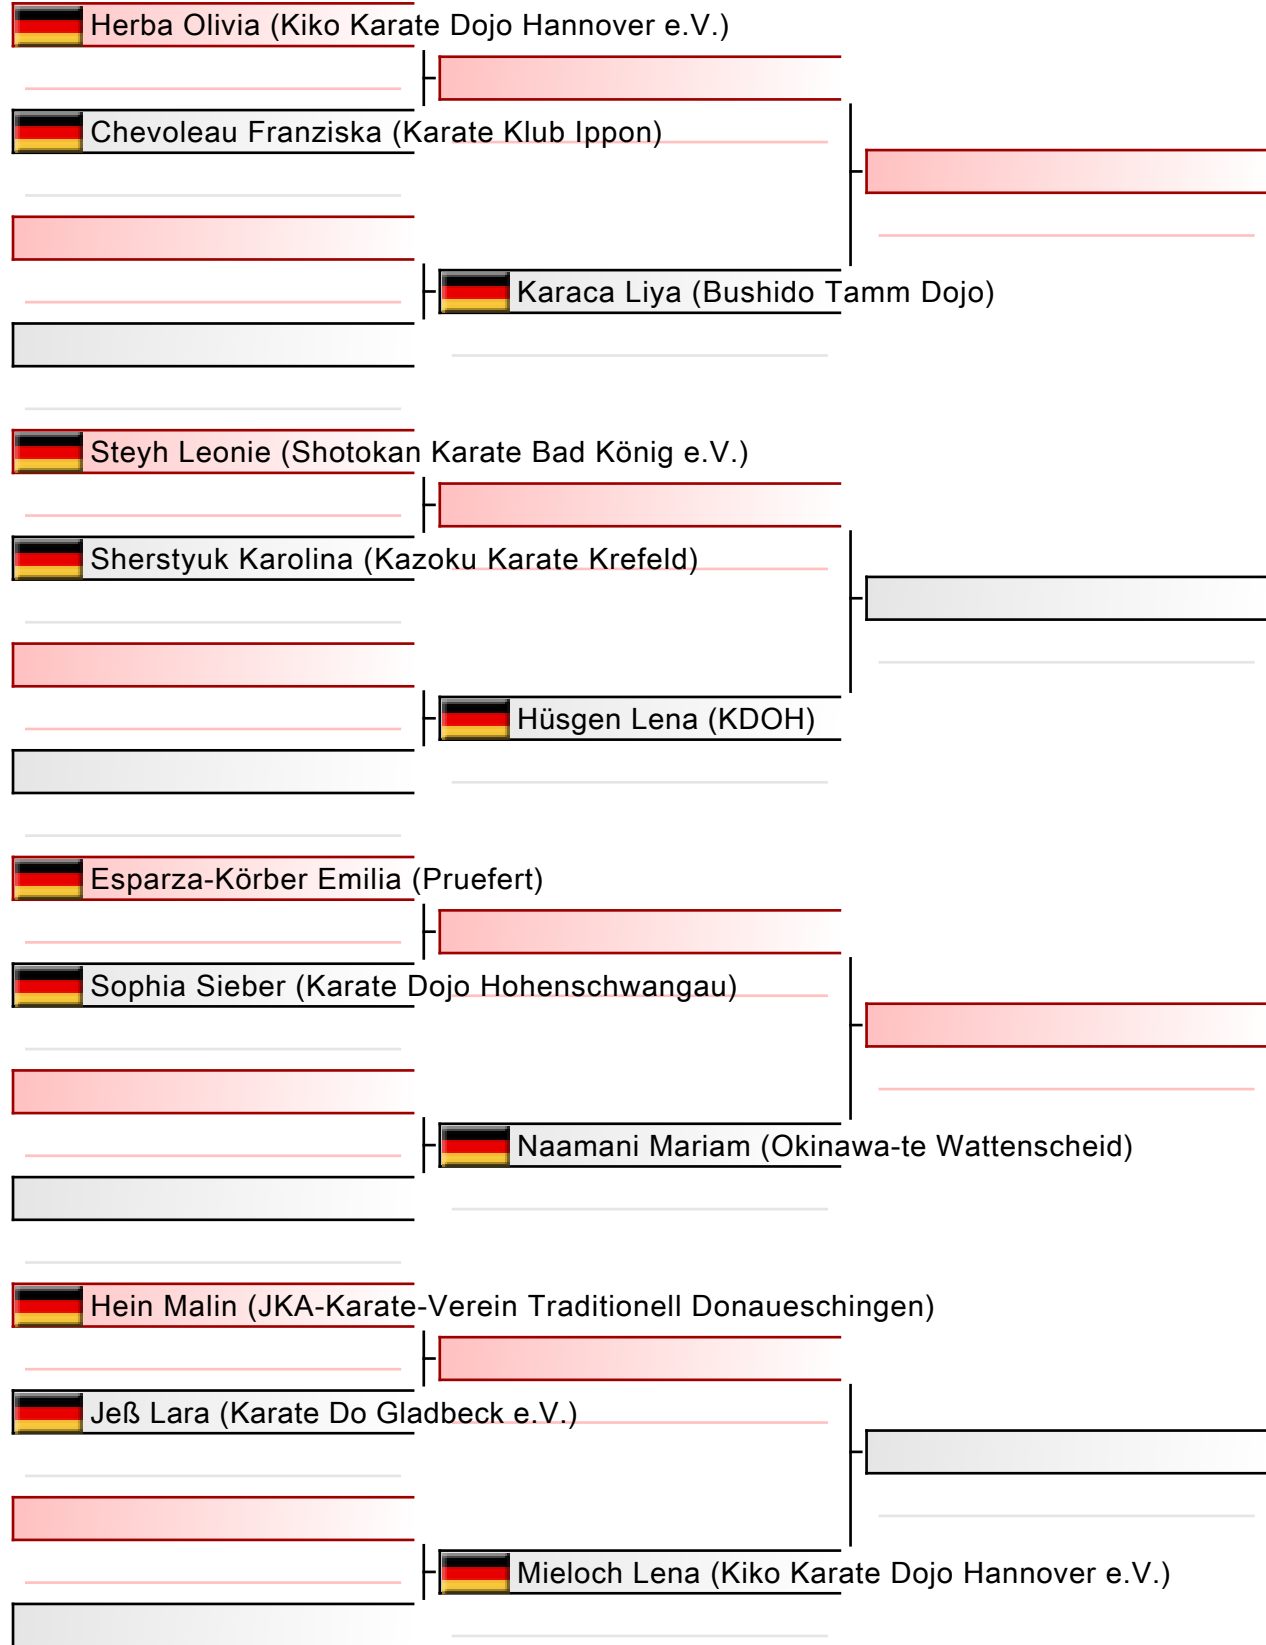 Herba Olivia (Kiko Karate Dojo Hannover e.V.)
Chevoleau Franziska (Karate Klub Ippon)
Karaca Liya (Bushido Tamm Dojo)
Steyh Leonie (Shotokan Karate Bad König e.V.)
Sherstyuk Karolina (Kazoku Karate Krefeld)
Hüsgen Lena (KDOH)
Esparza-Körber Emilia (Pruefert)
Sophia Sieber (Karate Dojo Hohenschwangau)
Naamani Mariam (Okinawa-te Wattenscheid)
Hein Malin (JKA-Karate-Verein Traditionell Donaueschingen)
Jeß Lara (Karate Do Gladbeck e.V.)
Mieloch Lena (Kiko Karate Dojo Hannover e.V.)